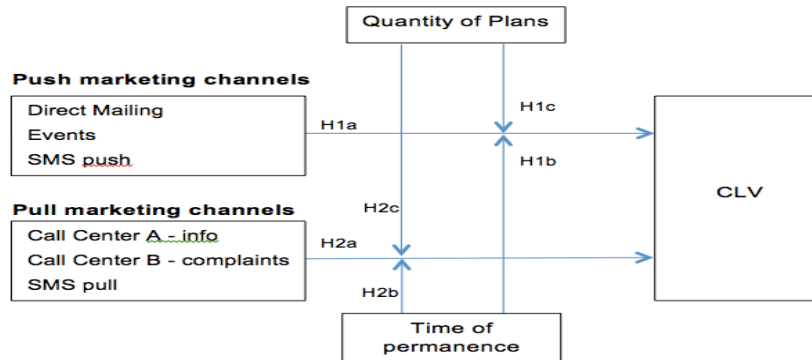 Quantity of Plans
Push marketing channels
Direct Mailing
Events
SMS push
H1a
H1c
H1b
CLV
Pull marketing channels
Call Center A - info
Call Center B - complaints
SMS pull
H2c
H2a
H2b
Time of
permanence